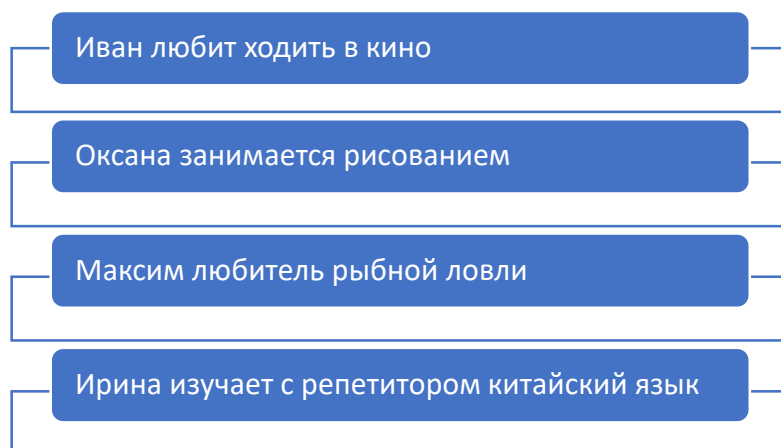 Иван любит ходить в кино
Оксана занимается рисованием
Максим любитель рыбной ловли
Ирина изучает с репетитором китайский язык